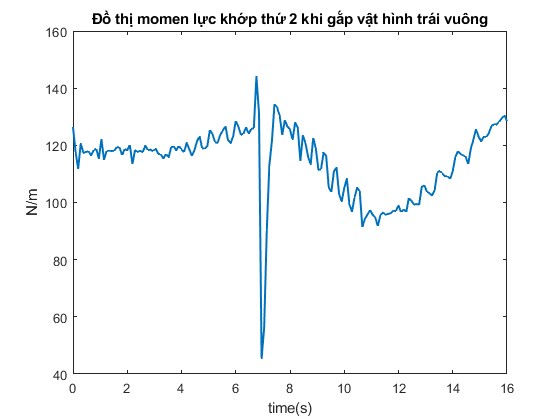 Đồ thị momen lực khớp thứ 2 khi gắp vật hình trái vuông
160
140
120
100
80
60
40
N/m
0 2 4 6 8 10 12 14 16
time(s)